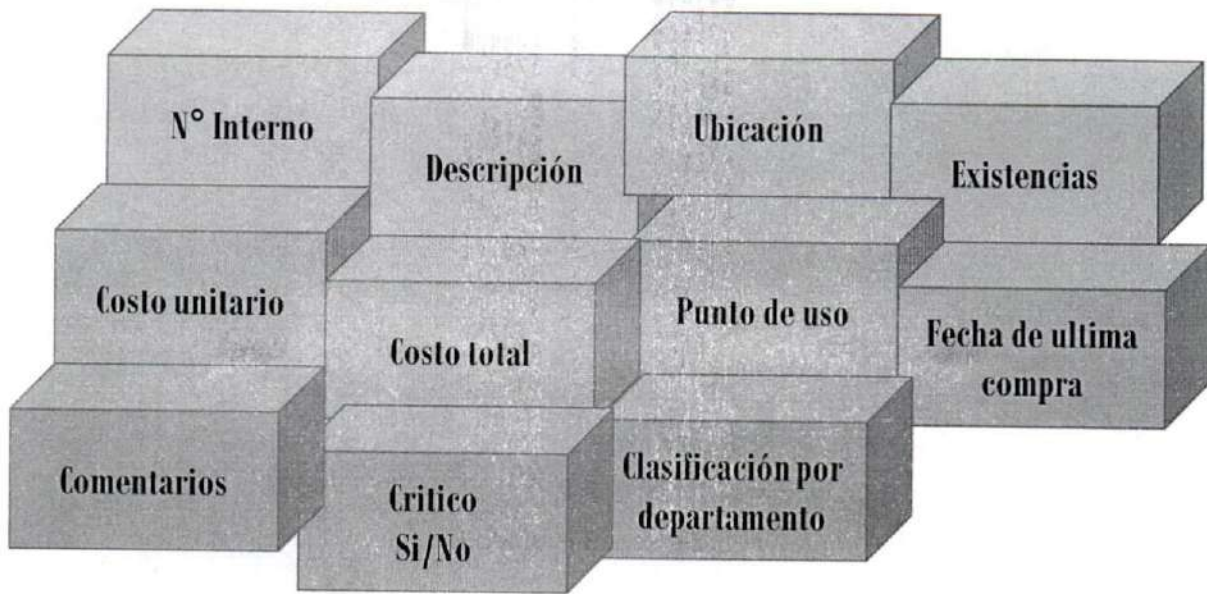 N° Interno
Descripción
Ubicación
Existencias
Costo unitario
Costo total
Punto de uso
Fecha de ultima
compra
Comentarios
Critico
Si/No
Clasificación por
departamento